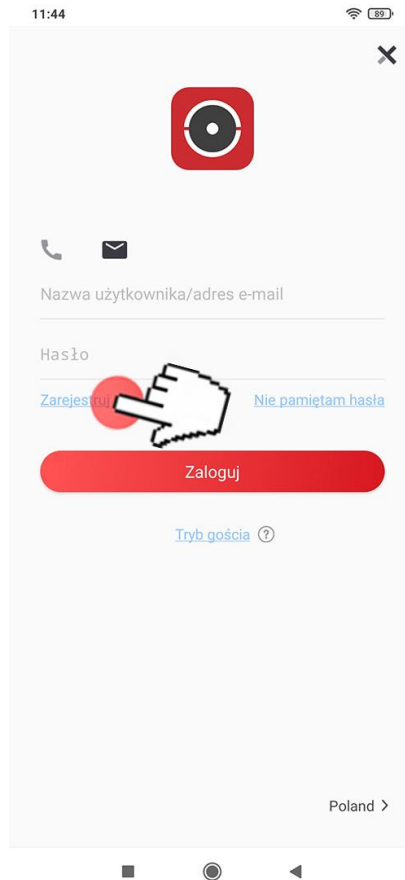 11:44
89
Nazwa użytkownika/adres e-mail
Hasło
Zarejestruj
Nie pamiętam hasła
Zaloguj
Tryb gościa ?
Poland >